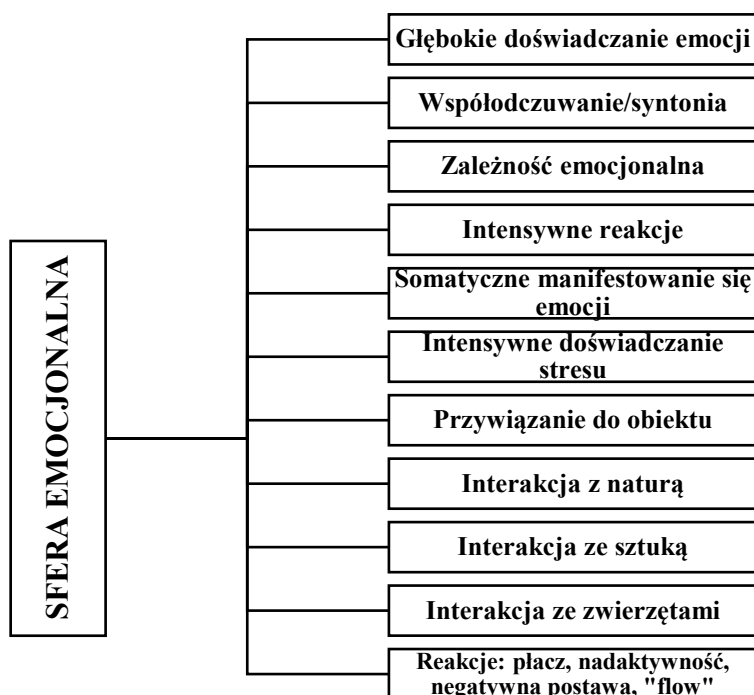 SFERA EMOCJONALNA
Głębokie doświadczanie emocji
Współodczuwanie/syntonia
Zależność emocjonalna
Intensywne reakcje
Somatyczne manifestowanie się
emocji
Intensywne doświadczanie
stresu
Przywiązanie do obiektu
Interakcja z naturą
Interakcja ze sztuką
Interakcja ze zwierzętami
Reakcje: płacz, nadaktywność,
negatywna postawa, "flow"